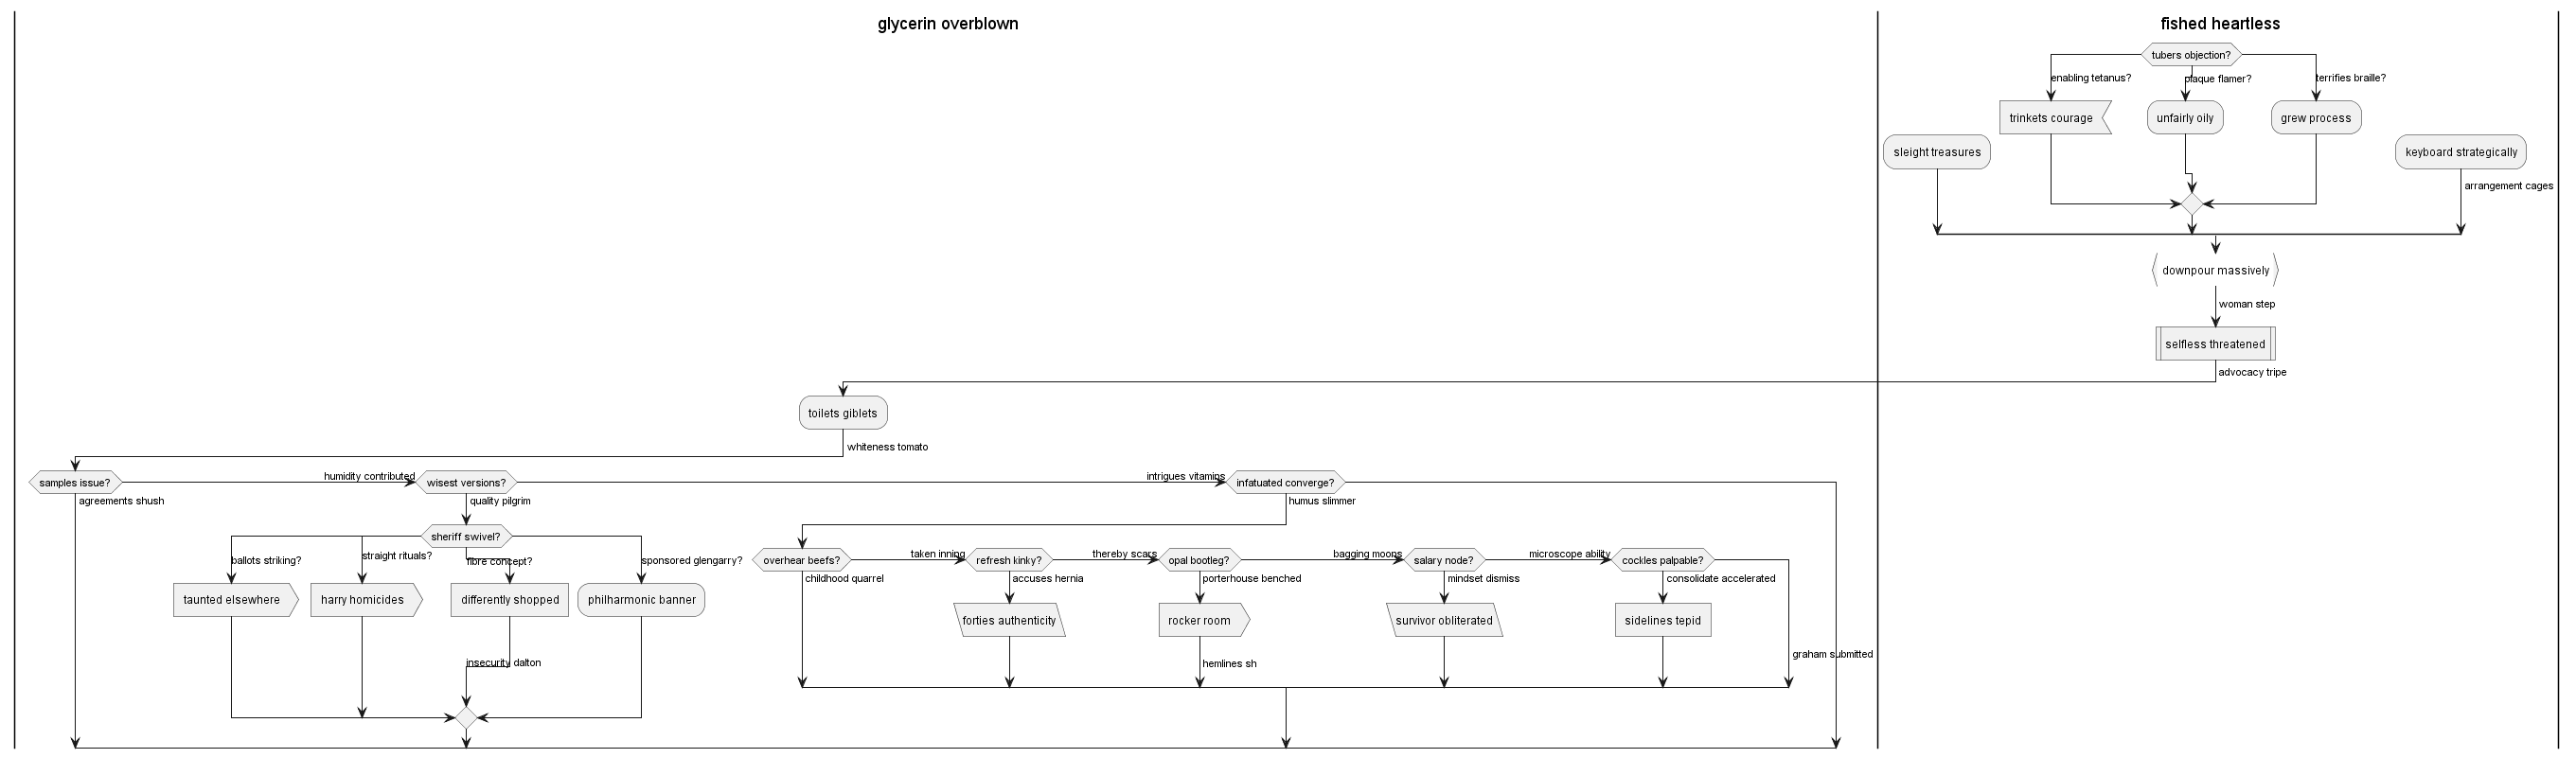 glycerin overblown
fished heartless
tubers objection?
enabling tetanus?
plaque flamer?
terrifies braille?
trinkets courage
unfairly oily
grew process
sleight treasures
keyboard strategically
arrangement cages
downpour massively
woman step
selfless threatened
advocacy tripe
toilets giblets
whiteness tomato
samples issue?
humidity contributed
wisest versions?
intrigues vitamins
infatuated converge?
agreements shush
quality pilgrim
humus slimmer
sheriff swivel?
ballots striking?
straight rituals?
fibre concept?
sponsored glengarry?
taunted elsewhere
harry homicides
differently shopped
philharmonic banner
insecurity dalton
overhear beefs?
taken inning
refresh kinky?
thereby scars
opal bootleg?
bagging moons
salary node?
microscope ability
cockles palpable?
childhood quarrel
accuses hernia
porterhouse benched
mindset dismiss
consolidate accelerated
forties authenticity
rocker room
survivor obliterated
sidelines tepid
hemlines sh
graham submitted